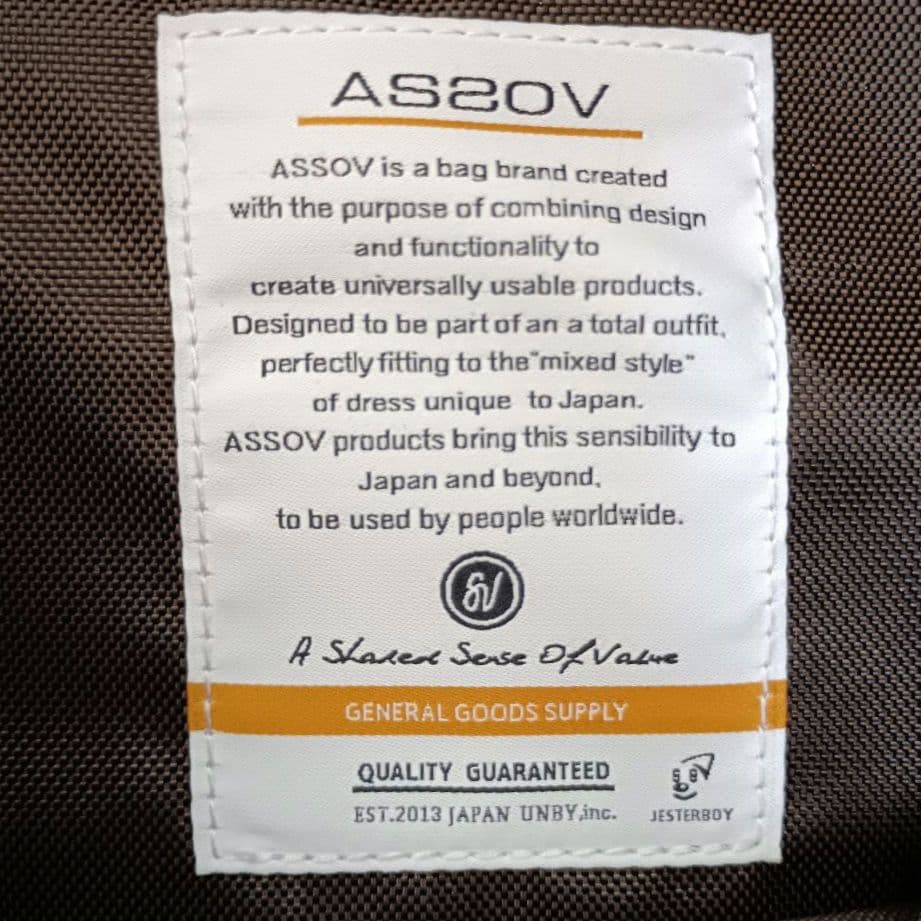 ASSOV
ASSOV is a bag brand created
with the purpose of combining design
and functionality to
create universally usable products.
Designed to be part of an a total outfit,
perfectly fitting to the "mixed style"
of dress unique to Japan.
ASSOV products bring this sensibility to
Japan and beyond,
to be used by people worldwide.
SV
A Shared Sense Of Value
GENERAL GOODS SUPPLY
QUALITY GUARANTEED
EST.2013 JAPAN UNBY,inc.
JESTERBOY